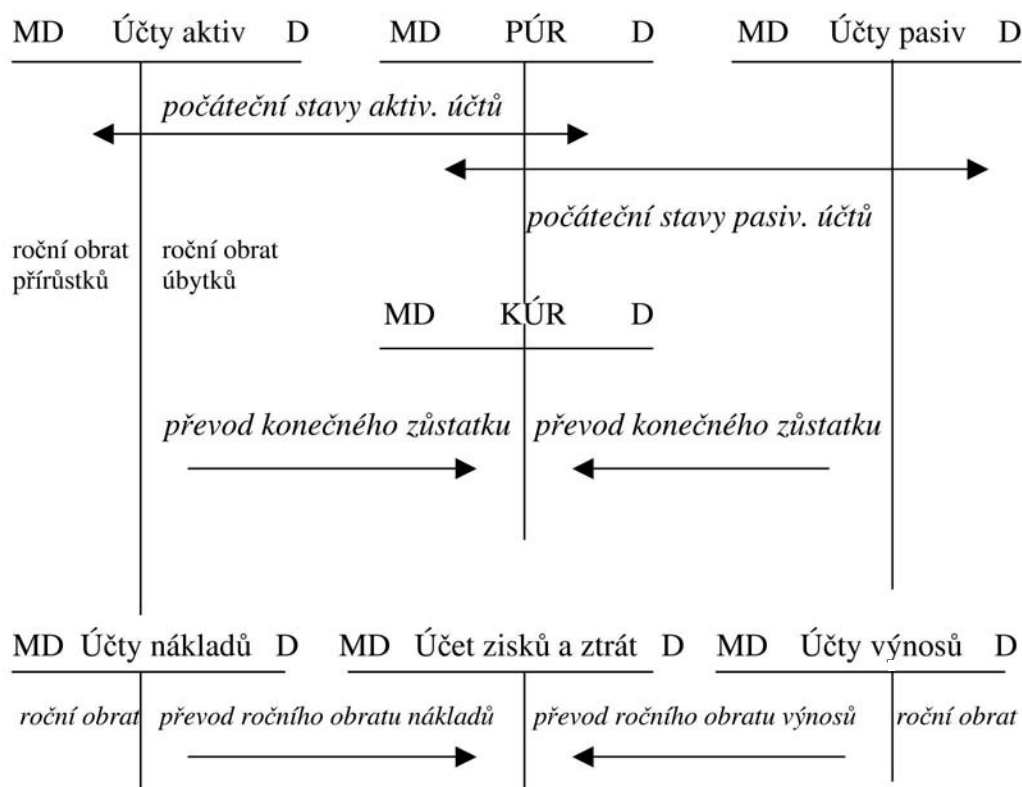 MD Účty aktiv D MD PÚR D MD Účty pasiv D
počáteční stavy aktiv. účtů
počáteční stavy pasiv. účtů
roční obrat roční obrat
přírůstků úbytků
MD KÚR D
převod konečného zůstatku převod konečného zůstatku
MD Účty nákladů D MD Účet zisků a ztrát D MD Účty výnosů D
roční obrat převod ročního obratu nákladů převod ročního obratu výnosů roční obrat